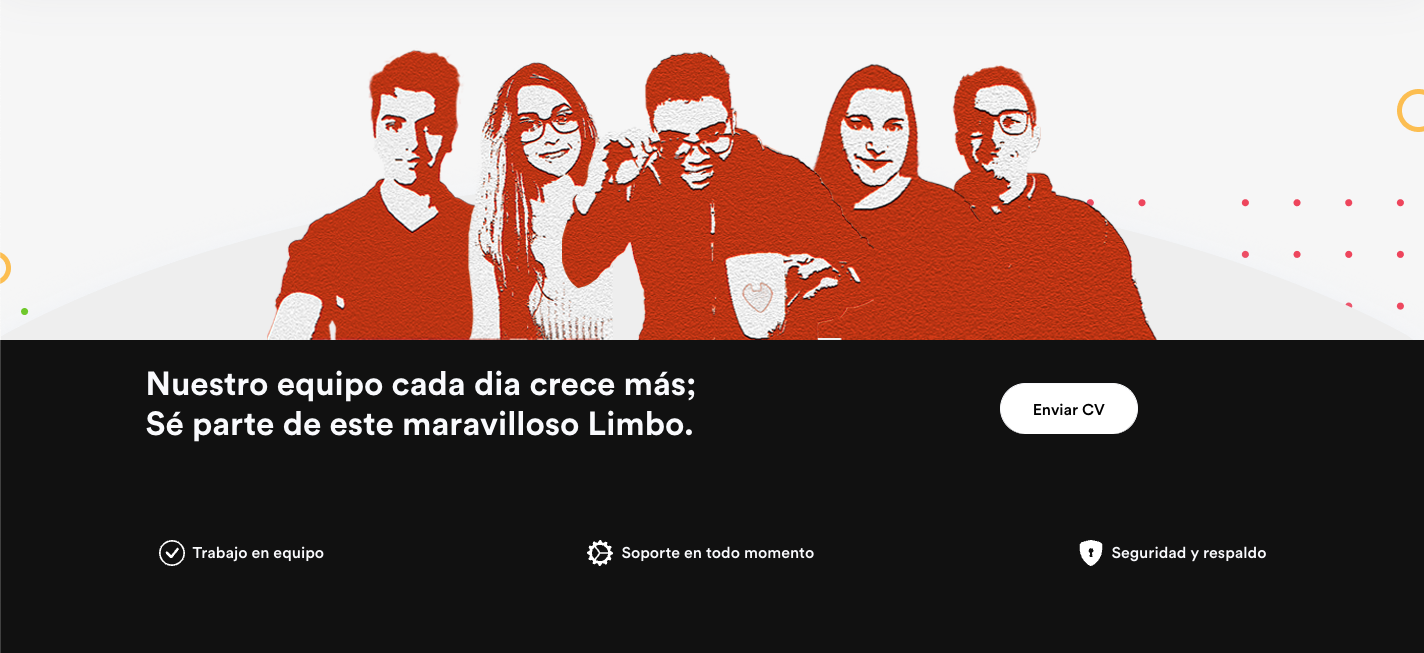 Nuestro equipo cada dia crece más;
Sé parte de este maravilloso Limbo.
Enviar CV
Trabajo en equipo
Soporte en todo momento
Seguridad y respaldo